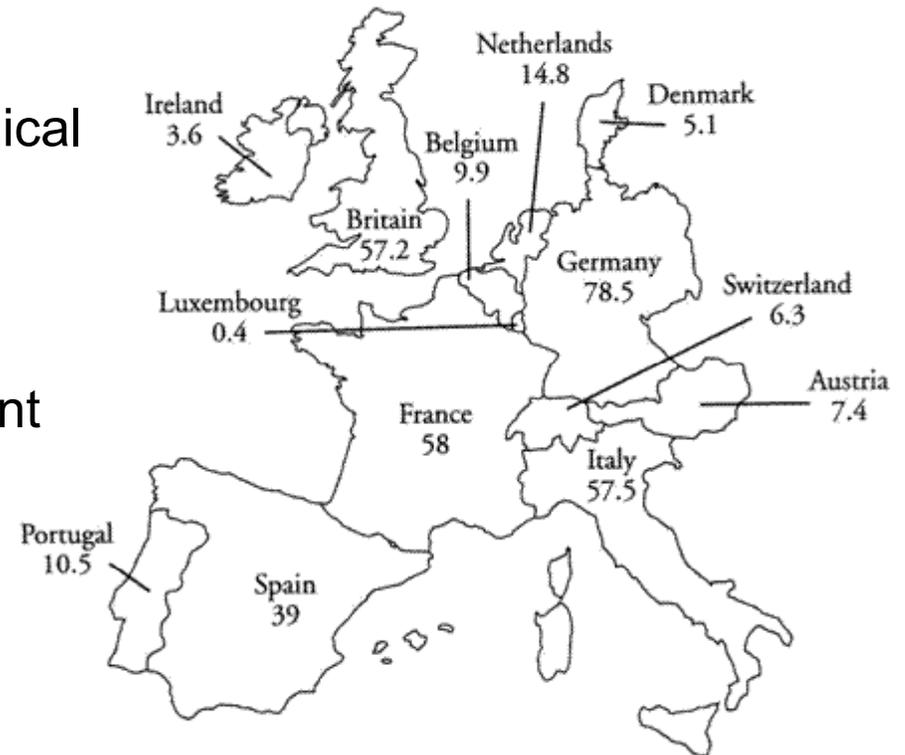 Netherlands
14.8
Denmark
5.1
Ireland
3.6
ical
Belgium
9.9
Britain
57.2
Germany
78.5
Switzerland
6.3
Luxembourg
0.4
Austria
7.4
nt
France
58
Italy
57.5
Portugal
10.5
Spain
39